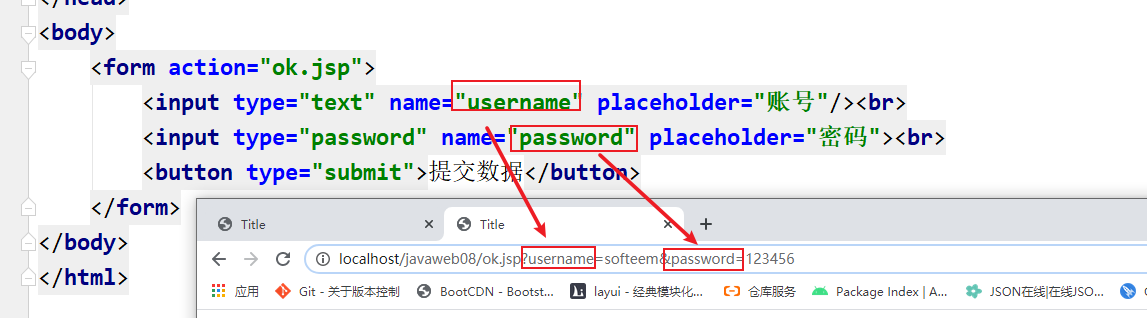 </head>
<body>
<form action="ok.jsp">
<input type="text" name="username" placeholder="账号"/><br>
<input type="password" name="password" placeholder="密码"><br>
<button type="submit">提交数据</button>
</form>
</body>
</html>
Title Title
localhost/javaweb08/ok.jsp?username=softeem&password=123456
应用 Git - 关于版本控制 BootCDN - Bootst... layui - 经典模块化... 仓库服务 Package Index | A... JSON在线|在线JSO...